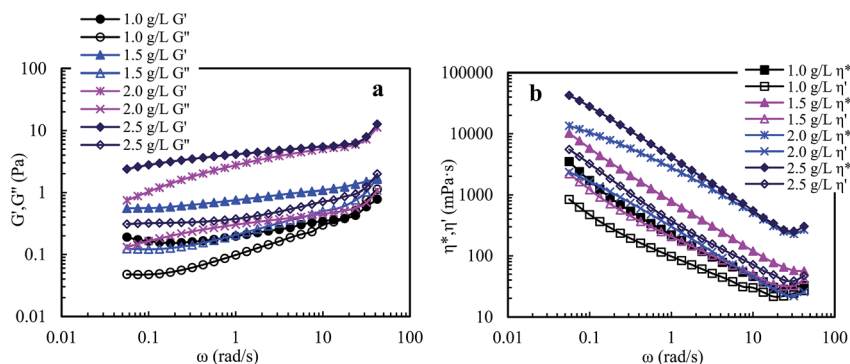 1.0 g/L G'
1.0 g/L G"
1.5 g/L G'
1.5 g/L G"
2.0 g/L G'
2.0 g/L G"
2.5 g/L G'
2.5 g/L G"
a
100
10
1
0.1
0.01
G',G" (Pa)
0.01 0.1 1 10 100
ω (rad/s)
1.0 g/L η*
1.0 g/L η'
1.5 g/L η*
1.5 g/L η'
2.0 g/L η*
2.0 g/L η'
2.5 g/L η*
2.5 g/L η'
b
100000
10000
1000
100
10
η*,η' (mPa·s)
0.01 0.1 1 10 100
ω (rad/s)